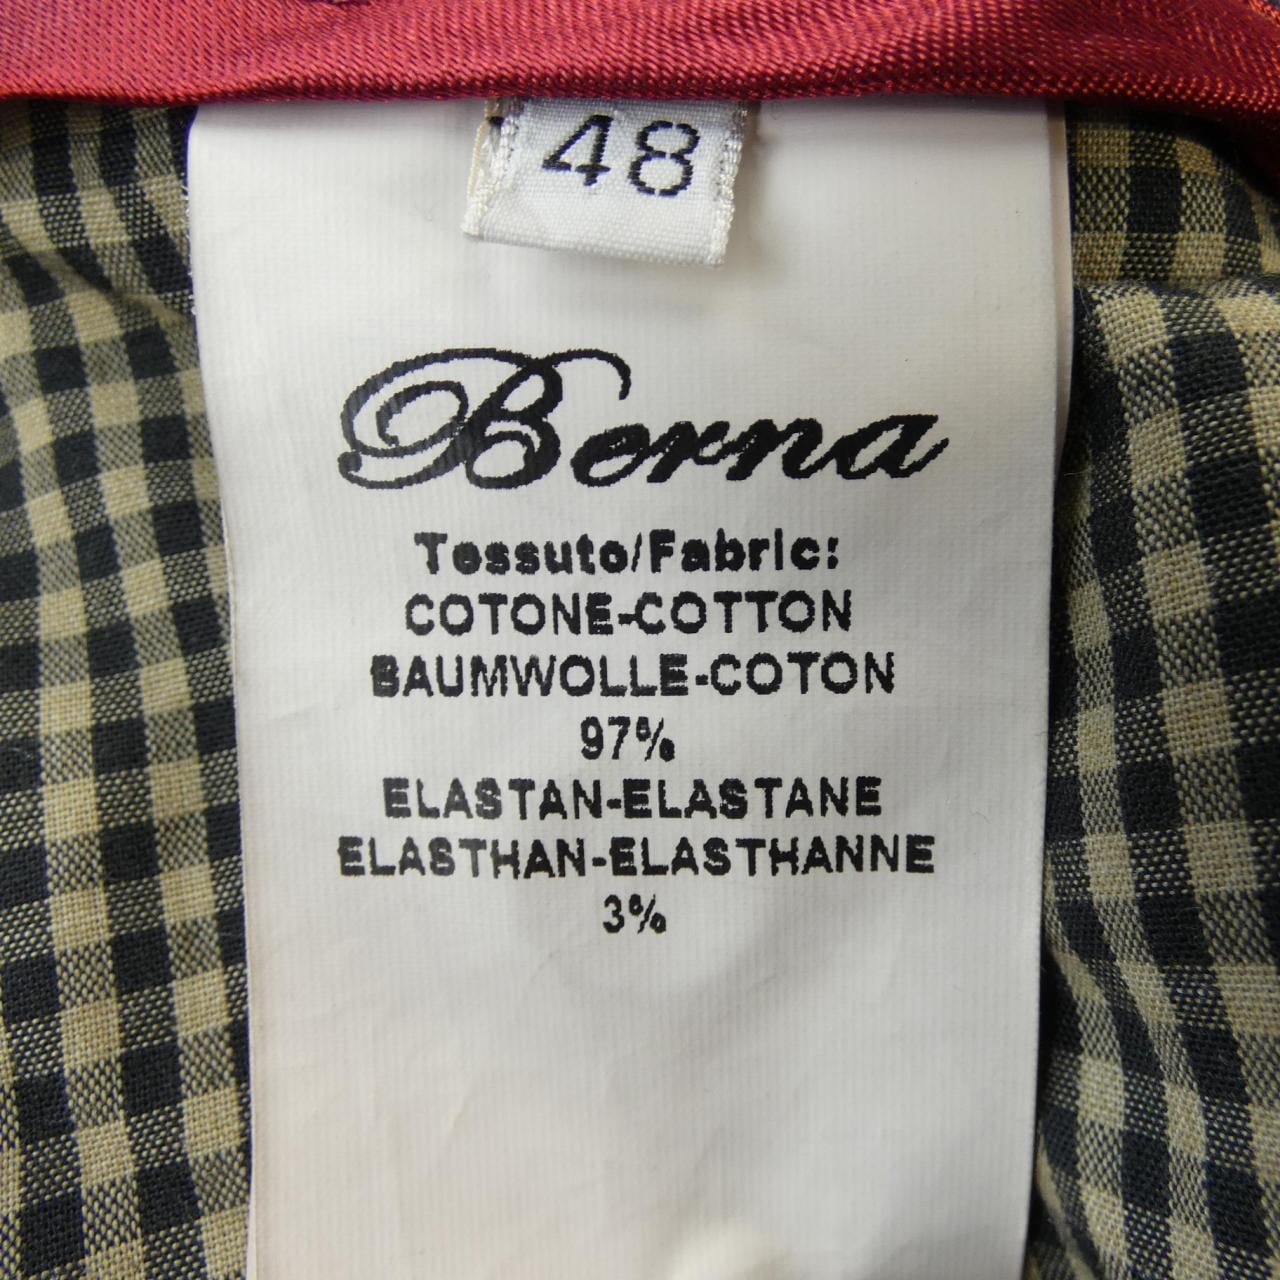 48
Berna
Tessuto/Fabric:
COTONE-COTTON
BAUMWOLLE-COTON
97%
ELASTAN-ELASTANE
ELASTHAN-ELASTHANNE
3%